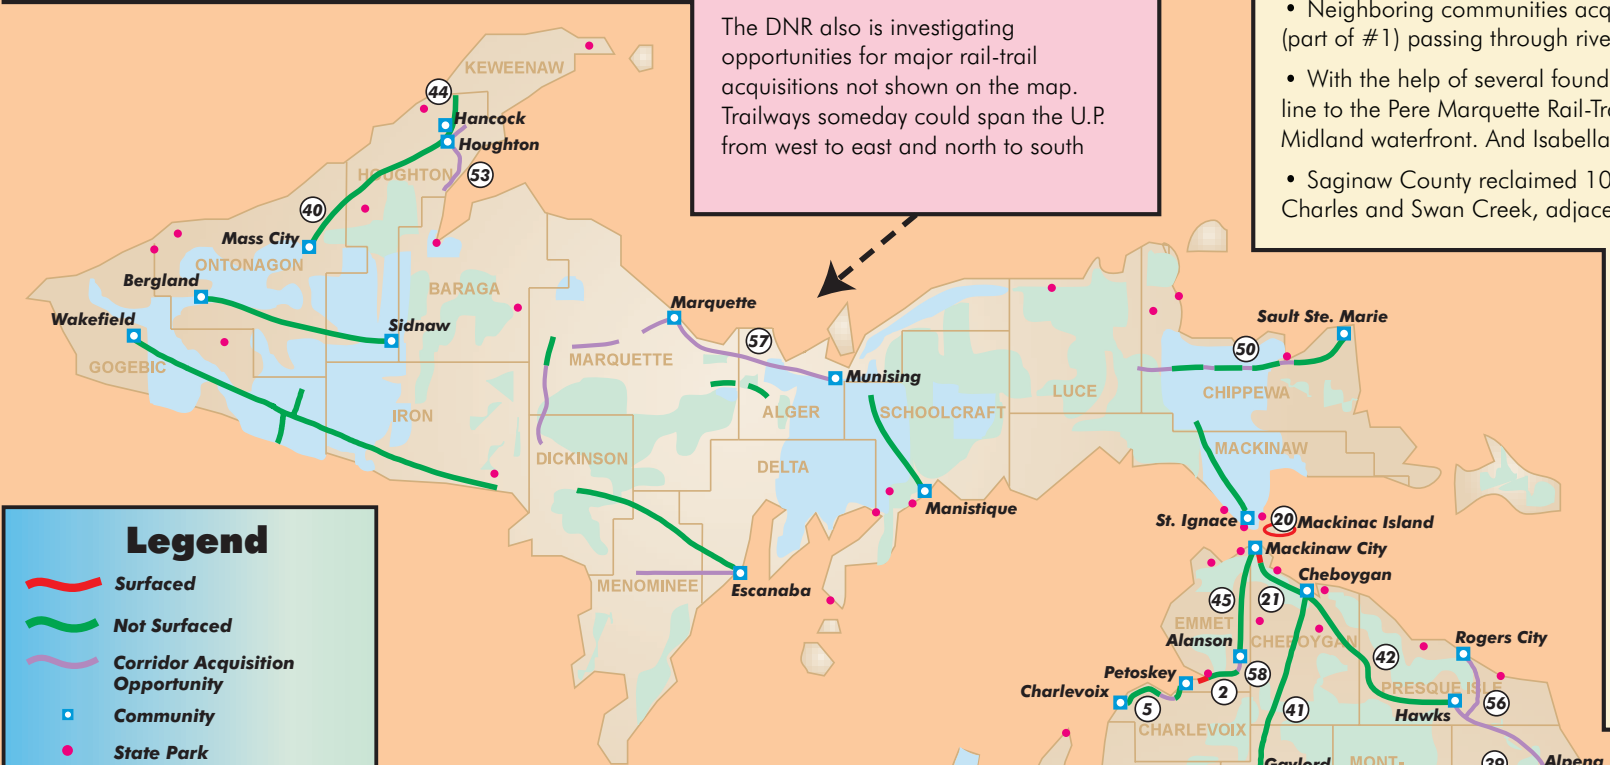 The DNR also is investigating
opportunities for major rail-trail
acquisitions not shown on the map.
Trailways someday could span the U.P.
from west to east and north to south
• Neighboring communities acq
(part of #1) passing through rive
• With the help of several found
line to the Pere Marquette Rail-Tra
Midland waterfront. And Isabella
• Saginaw County reclaimed 10
Charles and Swan Creek, adjace
KEWEENAW
44
Hancock
Houghton
HOUGHTON
53
40
Mass City
ONTONAGON
Bergland
BARAGA
Wakefield
Sidnaw
GOGEBIC
IRON
Marquette
57
MARQUETTE
Munising
ALGER
SCHOOLCRAFT
LUCE
Sault Ste. Marie
50
CHIPPEWA
MACKINAW
DICKINSON
DELTA
Manistique
MENOMINEE
Escanaba
St. Ignace
20
Mackinac Island
Mackinaw City
Cheboygan
45
21
EMMET
Alanson
CHEBOYGAN
Rogers City
42
Petoskey
58
PRESQUE ISLE
Charlevoix
2
5
41
56
Hawks
CHARLEVOIX
Gaylord
MONT-
39
Alpena
Legend
Surfaced
Not Surfaced
Corridor Acquisition
Opportunity
Community
State Park